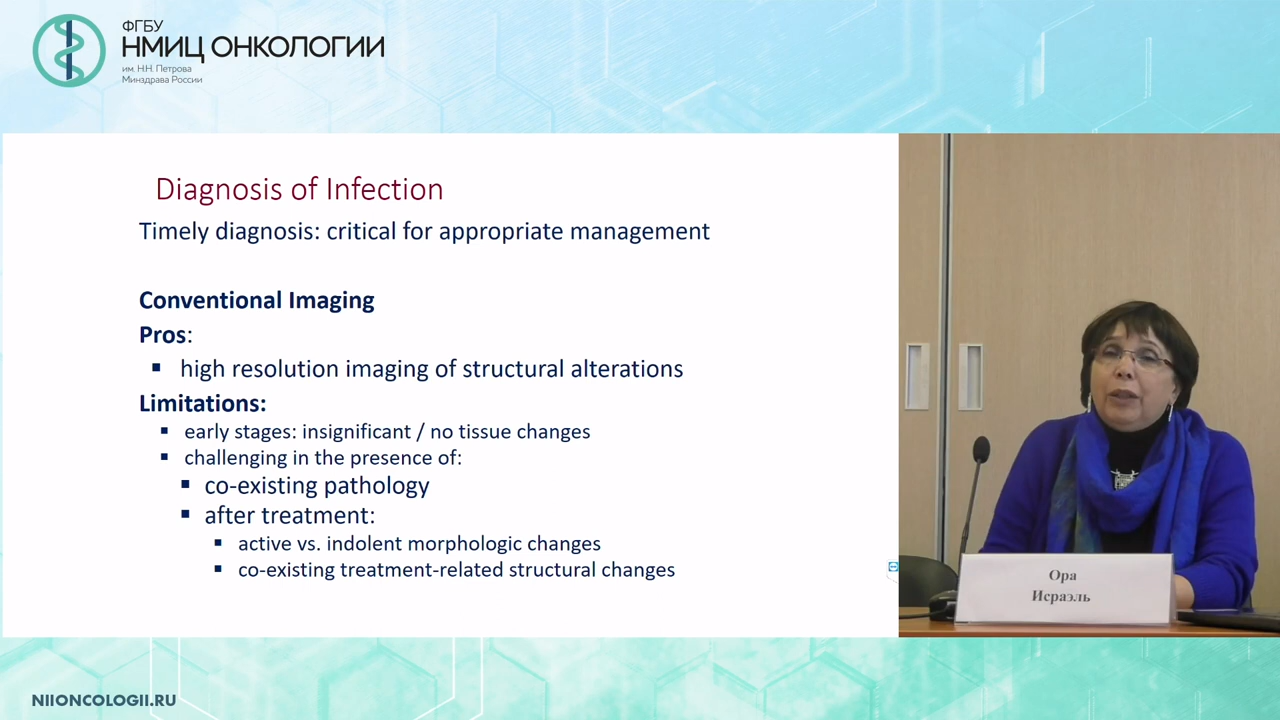 ФГБУ
НМИЦ ОНКОЛОГИИ
им. Н.Н. Петрова
Минздрава России
Diagnosis of Infection
Timely diagnosis: critical for appropriate management
Conventional Imaging
Pros:
▪ high resolution imaging of structural alterations
Limitations:
▪ early stages: insignificant / no tissue changes
▪ challenging in the presence of:
▪ co-existing pathology
▪ after treatment:
▪ active vs. indolent morphologic changes
▪ co-existing treatment-related structural changes
Ора
Исраэль
NIIONCOLOGII.RU